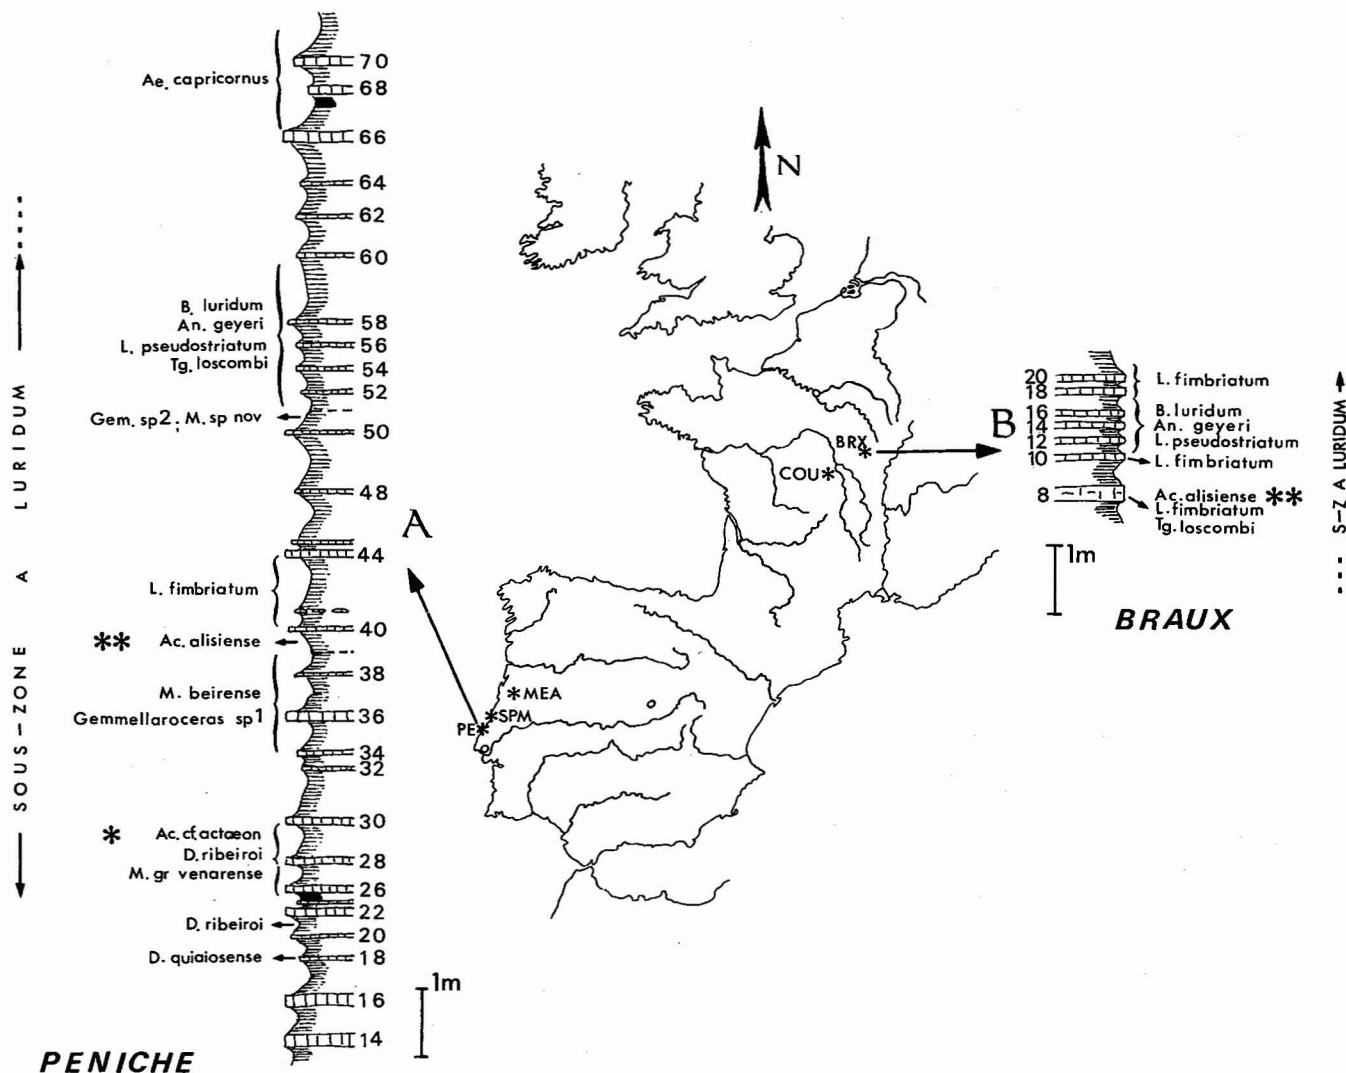 SOUS-ZONE A LURIDUM
70
Ae. capricornus
68
66
64
62
60
B. luridum
58
An. geyeri
56
L. pseudostriatum
54
Tg. loscombi
52
Gem. sp2; M. sp nov
50
48
44
L. fimbriatum
40
** Ac. alisiense
38
M. beirense
36
Gemmellaroceras sp1
34
32
30
* Ac. cf. actæon
D. ribeiroi
28
M. gr venarense
26
22
D. ribeiroi
20
D. quiaiosense
18
16
14
1m
PENICHE
A
N
BRX
COU
MEA
SPM
PE
B
20
L. fimbriatum
18
16
B. luridum
14
An. geyeri
12
L. pseudostriatum
10
L. fimbriatum
8
Ac. alisiense **
L. fimbriatum
Tg. loscombi
1m
BRAUX
S-Z A LURIDUM